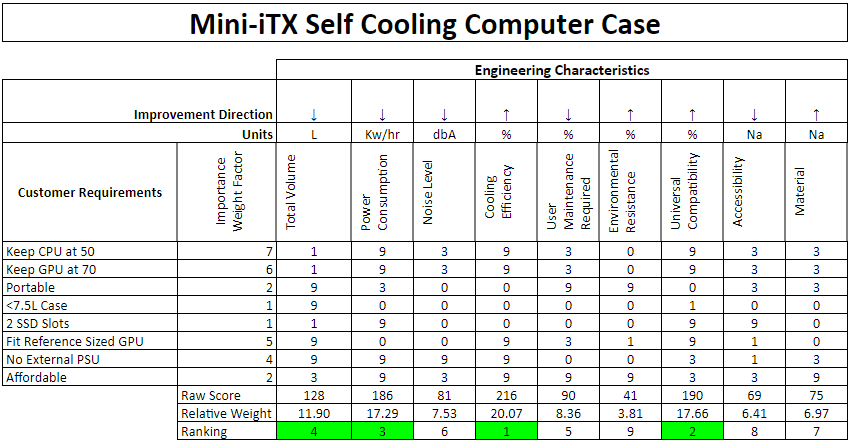 Mini-iTX Self Cooling Computer Case
Engineering Characteristics
Improvement Direction ↓ ↓ ↓ ↑ ↓ ↑ ↑ ↓ ↑
Units L Kw/hr dbA % % % % Na Na
Customer Requirements Importance Weight Factor Total Volume Power Consumption Noise Level Cooling Efficiency User Maintenance Required Environmental Resistance Universal Compatibility Accessibility Material
Keep CPU at 50 7 1 9 3 9 3 0 9 3 3
Keep GPU at 70 6 1 9 3 9 3 0 9 3 3
Portable 2 9 3 0 0 9 9 0 3 3
<7.5L Case 1 9 0 0 0 0 0 1 0 0
2 SSD Slots 1 1 9 0 0 0 0 9 9 0
Fit Reference Sized GPU 5 9 0 0 9 3 1 9 1 0
No External PSU 4 9 9 9 9 0 0 3 1 3
Affordable 2 3 9 3 9 9 9 3 3 9
Raw Score 128 186 81 216 90 41 190 69 75
Relative Weight 11.90 17.29 7.53 20.07 8.36 3.81 17.66 6.41 6.97
Ranking 4 3 6 1 5 9 2 8 7